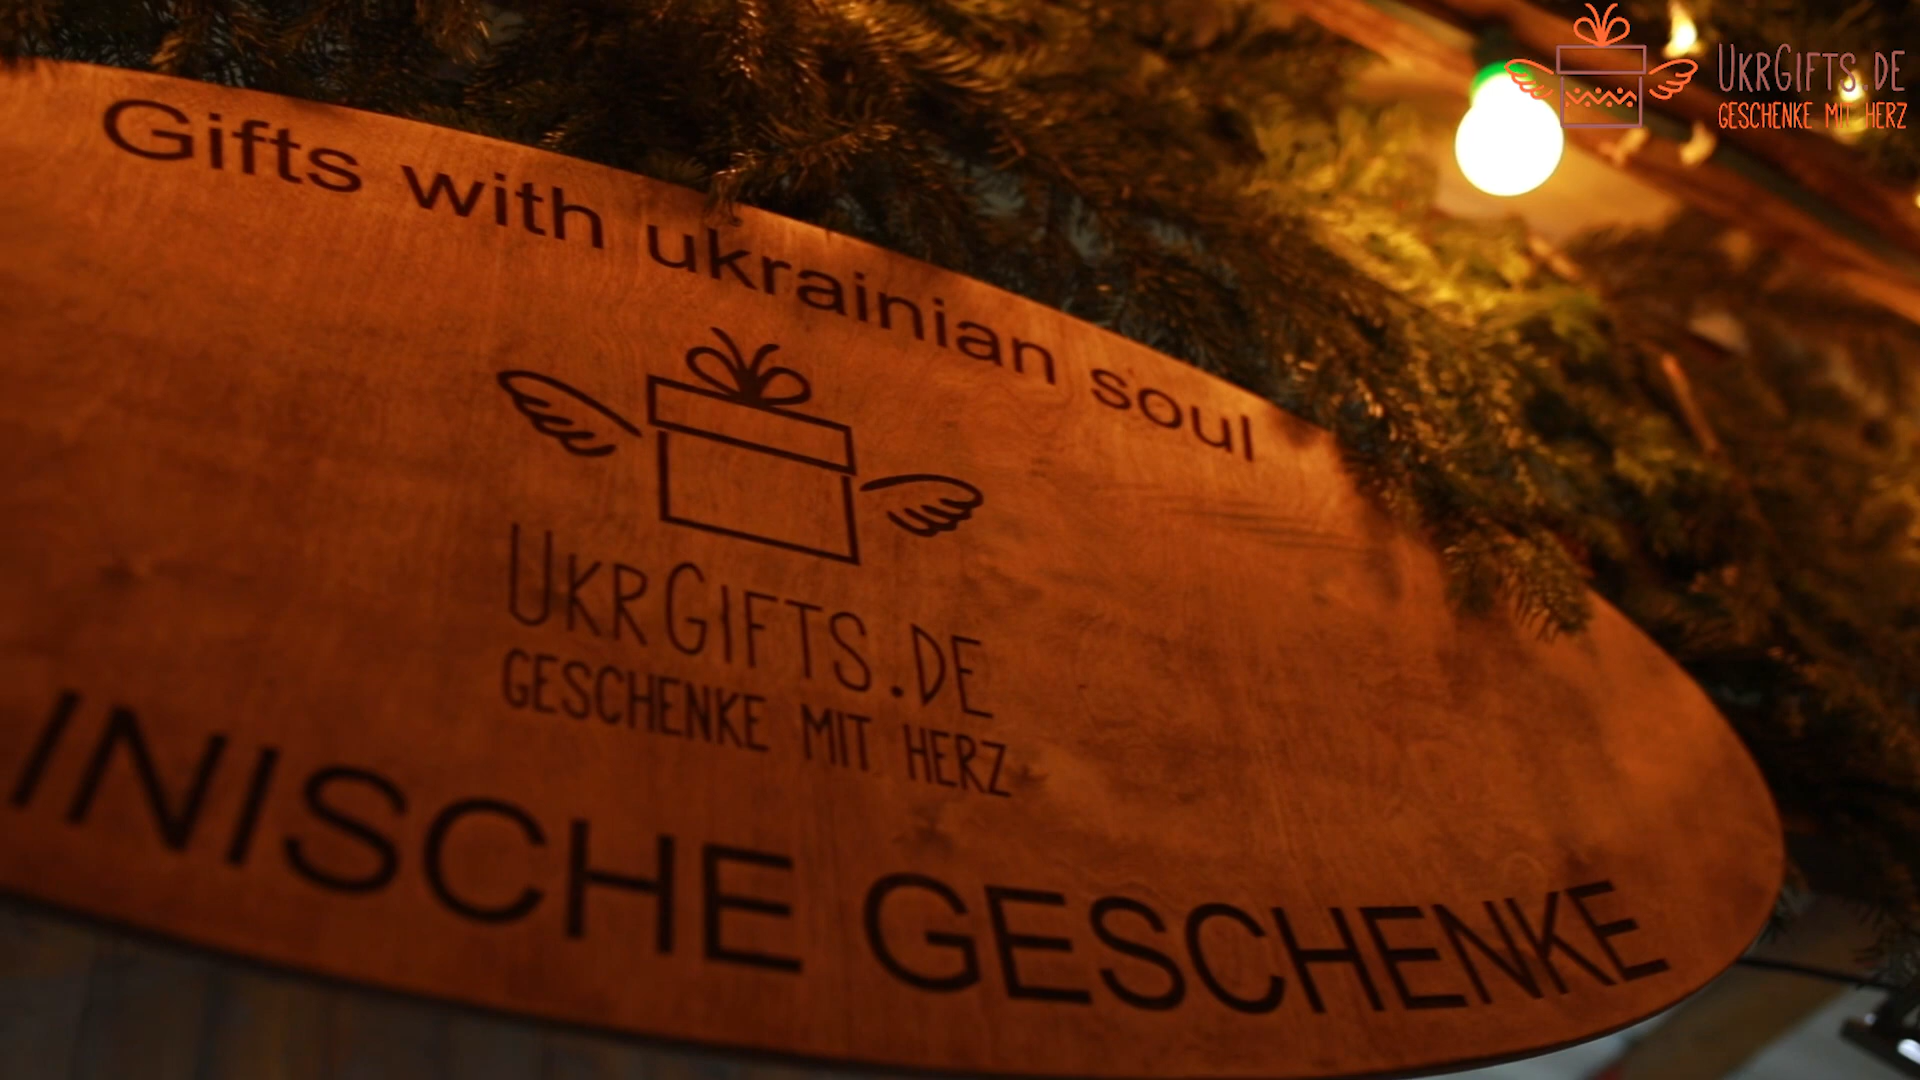 UKRGIFTS.DE
GESCHENKE MIT HERZ
Gifts with ukrainian soul
UKRGIFTS.DE
GESCHENKE MIT HERZ
INISCHE GESCHENKE